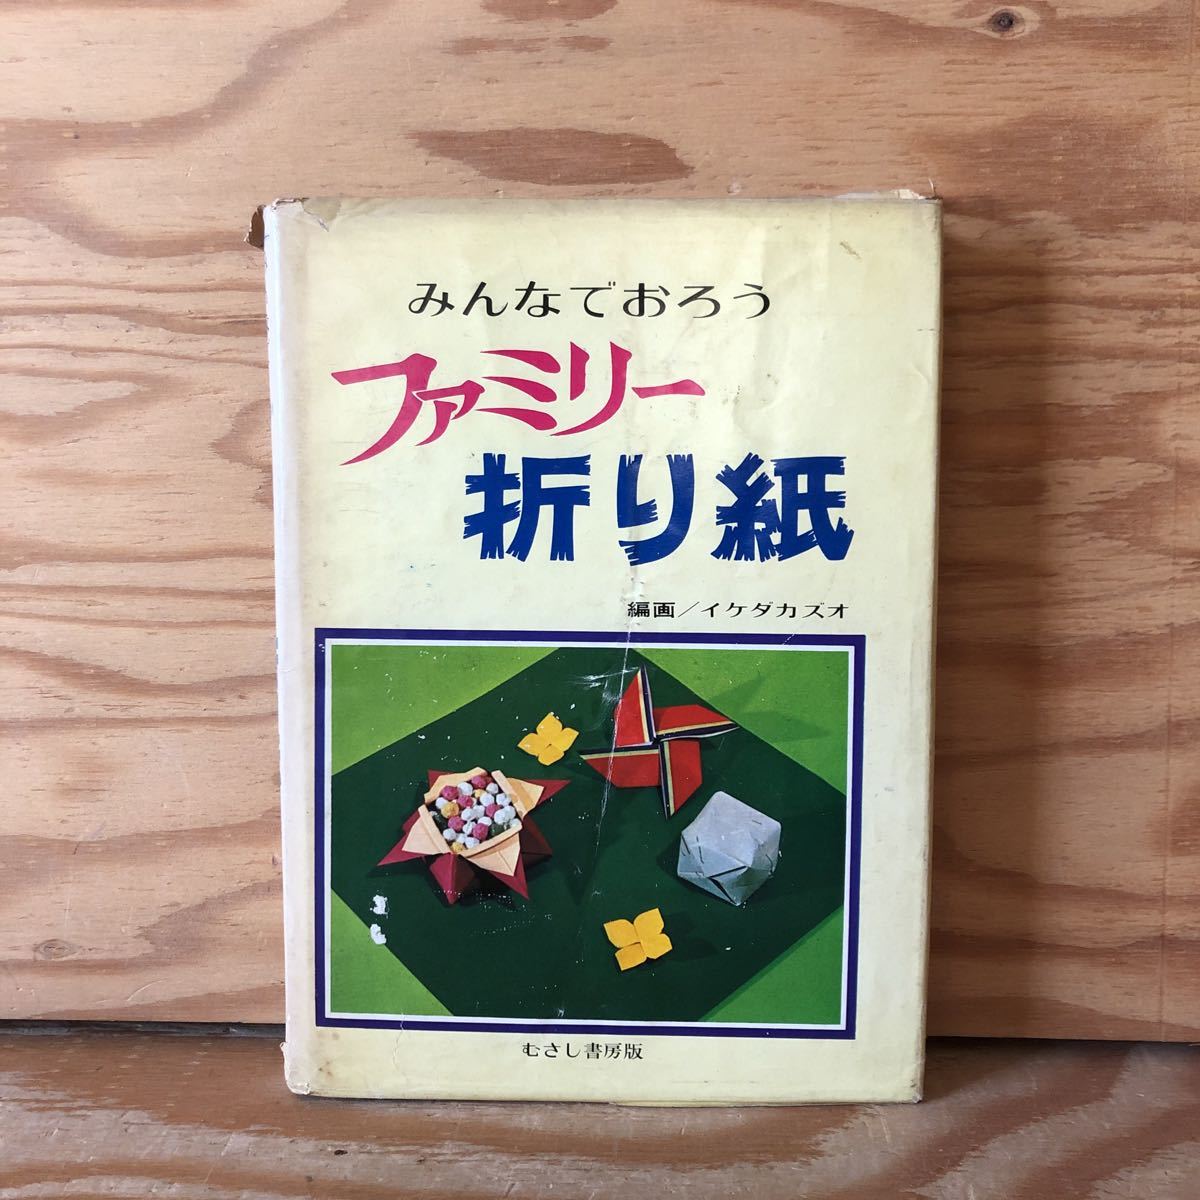 みんなでおろう
ファミリー
折り紙
編画/イケダカズオ
むさし書房版